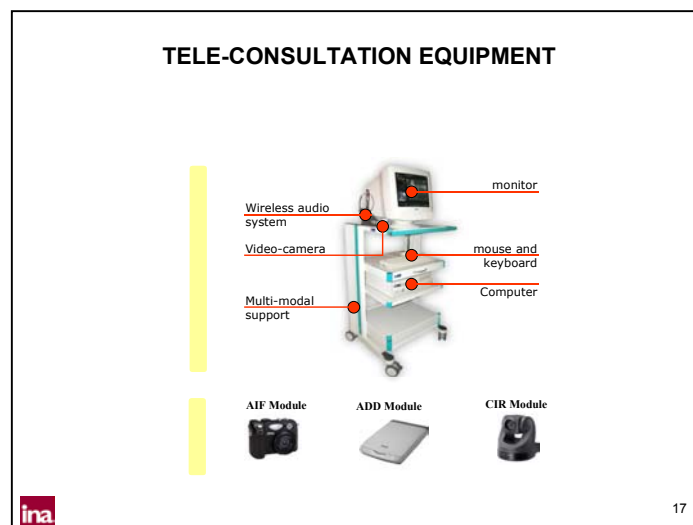 TELE-CONSULTATION EQUIPMENT
monitor
Wireless audio
system
Video-camera
mouse and
keyboard
Computer
Multi-modal
support
AIF Module
ADD Module
CIR Module
ina
17